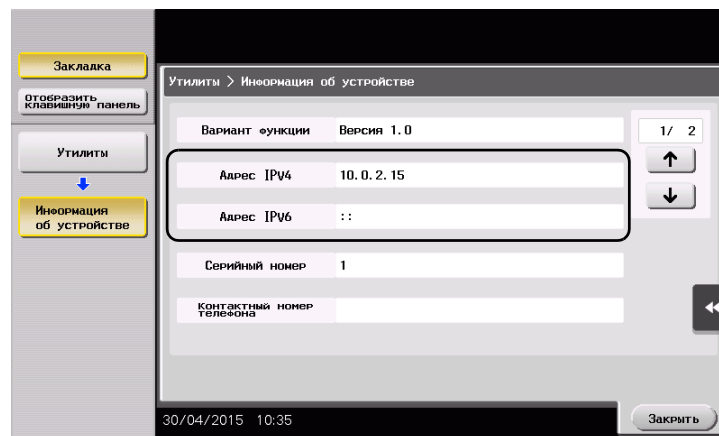 Закладка
Отобразить
клавишную панель
Утилиты
Информация
об устройстве
Утилиты > Информация об устройстве
Вариант функции Версия 1.0
1/ 2
Адрес IPv4 10.0.2.15
Адрес IPv6 ::
Серийный номер 1
Контактный номер
телефона
30/04/2015 10:35
Закрыть